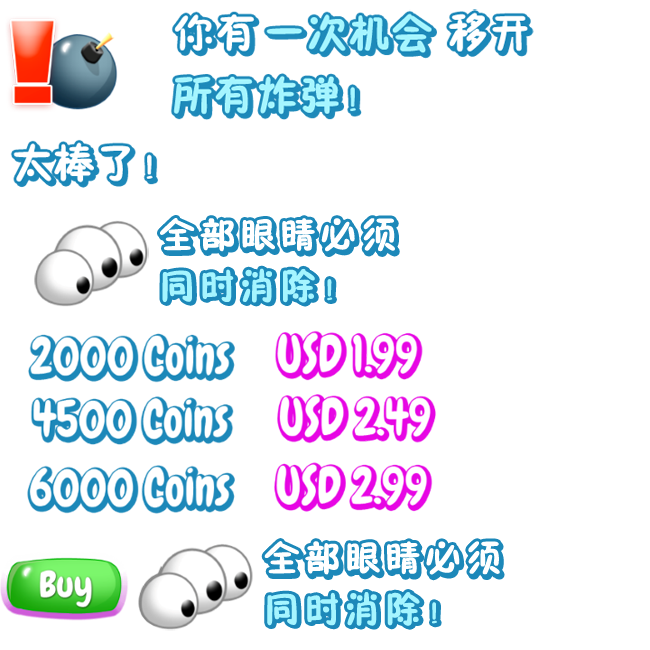 你有一次机会 移开
所有炸弹!
太棒了!
全部眼睛必须
同时消除!
2000 Coins USD 1.99
4500 Coins USD 2.49
6000 Coins USD 2.99
Buy
全部眼睛必须
同时消除!